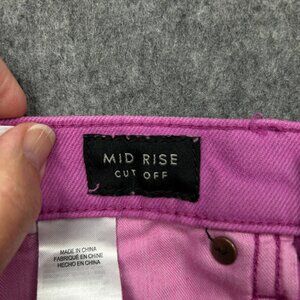 MID RISE
CUT OFF
MADE IN CHINA
FABRIQUÉ EN CHINE
HECHO EN CHINA